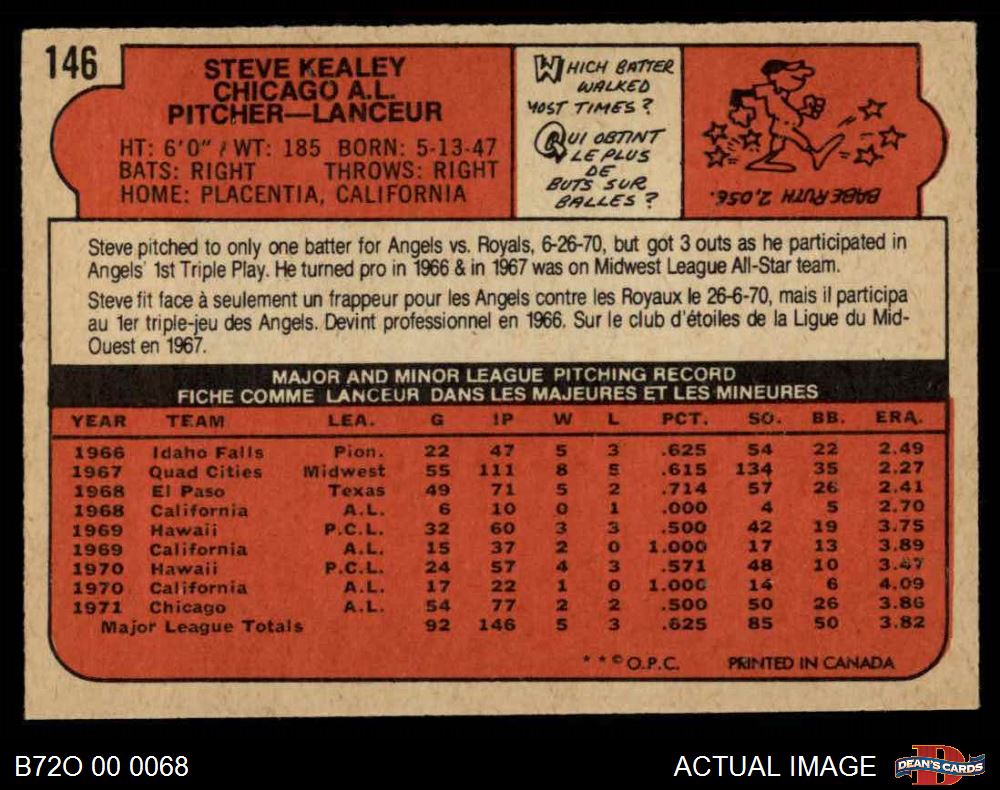 146
STEVE KEALEY
CHICAGO A.L.
PITCHER—LANCEUR
HT: 6'0" / WT: 185 BORN: 5-13-47
BATS: RIGHT THROWS: RIGHT
HOME: PLACENTIA, CALIFORNIA
WHICH BATTER
WALKED
MOST TIMES?
QUI OBTINT
LE PLUS
DE
BUTS SUR
BALLES?
BABE RUTH 2,056.
Steve pitched to only one batter for Angels vs. Royals, 6-26-70, but got 3 outs as he participated in
Angels' 1st Triple Play. He turned pro in 1966 & in 1967 was on Midwest League All-Star team.
Steve fit face à seulement un frappeur pour les Angels contre les Royaux le 26-6-70, mais il participa
au 1er triple-jeu des Angels. Devint professionnel en 1966. Sur le club d'étoiles de la Ligue du Mid-
Ouest en 1967.
MAJOR AND MINOR LEAGUE PITCHING RECORD
FICHE COMME LANCEUR DANS LES MAJEURES ET LES MINEURES
YEAR TEAM LEA. G IP W L PCT. SO. BB. ERA.
1966 Idaho Falls Pion. 22 47 5 3 .625 54 22 2.49
1967 Quad Cities Midwest 55 111 8 5 .615 134 35 2.27
1968 El Paso Texas 49 71 5 2 .714 57 26 2.41
1968 California A.L. 6 10 0 1 .000 4 5 2.70
1969 Hawaii P.C.L. 32 60 3 3 .500 42 19 3.75
1969 California A.L. 15 37 2 0 1.000 17 13 3.89
1970 Hawaii P.C.L. 24 57 4 3 .571 48 10 3.47
1970 California A.L. 17 22 1 0 1.000 14 6 4.09
1971 Chicago A.L. 54 77 2 2 .500 50 26 3.86
Major League Totals 92 146 5 3 .625 85 50 3.82
* * © O.P.C. PRINTED IN CANADA
B72O 00 0068 ACTUAL IMAGE D DEAN'S CARDS